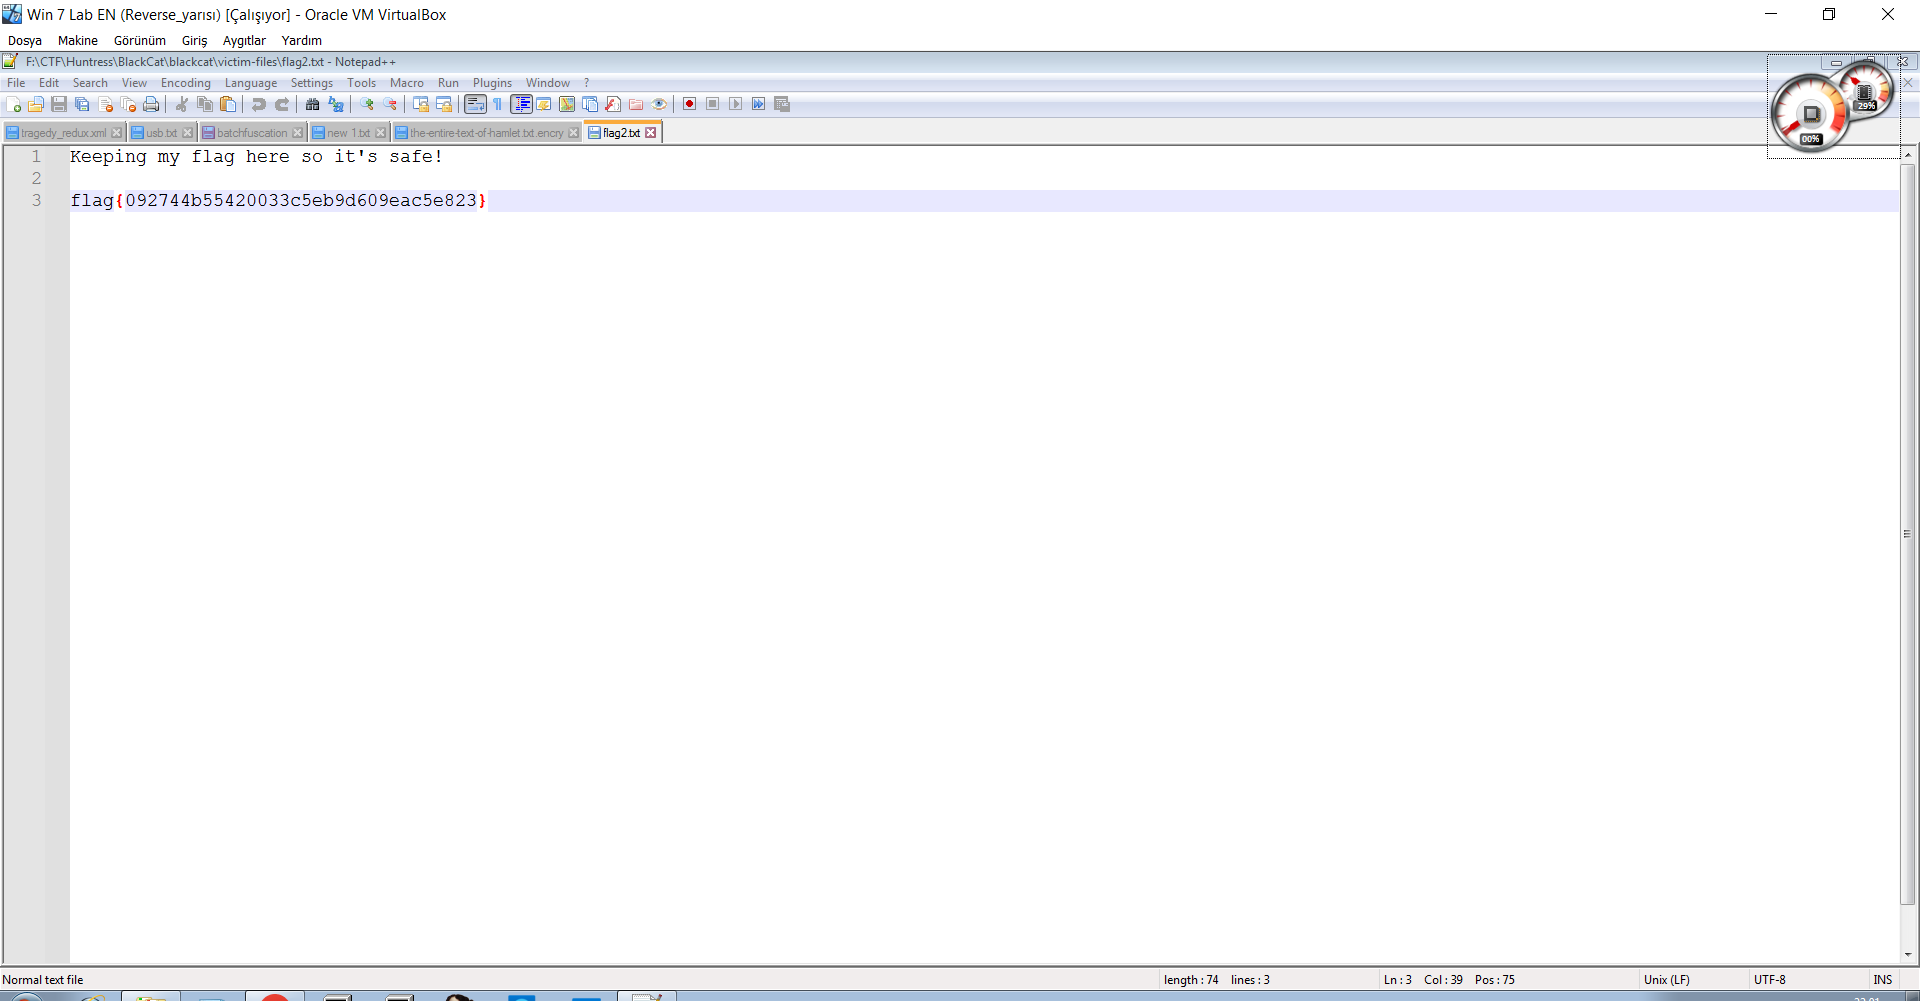 Win 7 Lab EN (Reverse_yarısı) [Çalışıyor] - Oracle VM VirtualBox
Dosya Makine Görünüm Giriş Aygıtlar Yardım
F:\CTF\Huntress\BlackCat\blackcat\victim-files\flag2.txt - Notepad++
File Edit Search View Encoding Language Settings Tools Macro Run Plugins Window ?
tragedy_redux.xml usb.txt batchfuscation new 1.txt the-entire-text-of-hamlet.txt.encry flag2.txt
29%
00%
1 Keeping my flag here so it's safe!
2
3 flag{092744b55420033c5eb9d609eac5e823}
Normal text file length : 74 lines : 3 Ln : 3 Col : 39 Pos : 75 Unix (LF) UTF-8 INS